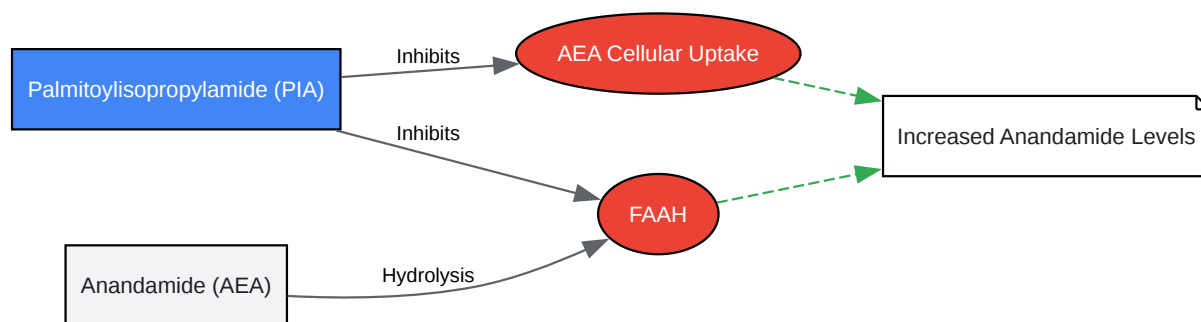 Palmitoylisopropylamide (PIA)
Inhibits
AEA Cellular Uptake
Increased Anandamide Levels
Inhibits
FAAH
Anandamide (AEA)
Hydrolysis